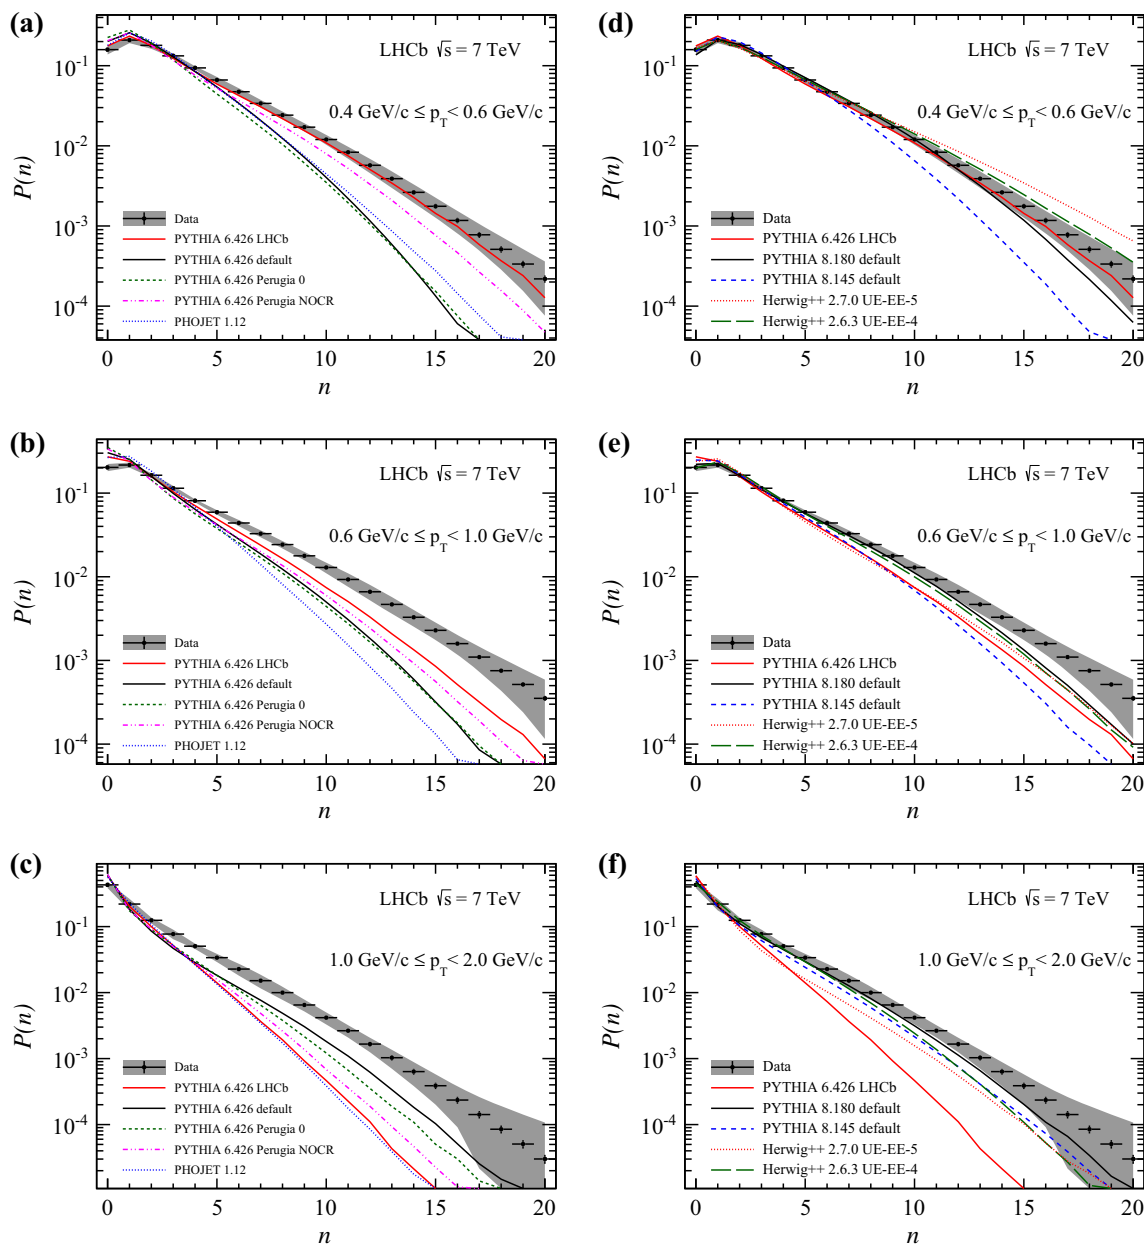 (a)
LHCb √s = 7 TeV
0.4 GeV/c ≤ p_T < 0.6 GeV/c
P(n)
10^-1
10^-2
10^-3
10^-4
Data
PYTHIA 6.426 LHCb
PYTHIA 6.426 default
PYTHIA 6.426 Perugia 0
PYTHIA 6.426 Perugia NOCR
PHOJET 1.12
0 5 10 15 20
n
(d)
LHCb √s = 7 TeV
0.4 GeV/c ≤ p_T < 0.6 GeV/c
P(n)
10^-1
10^-2
10^-3
10^-4
Data
PYTHIA 6.426 LHCb
PYTHIA 8.180 default
PYTHIA 8.145 default
Herwig++ 2.7.0 UE-EE-5
Herwig++ 2.6.3 UE-EE-4
0 5 10 15 20
n
(b)
LHCb √s = 7 TeV
0.6 GeV/c ≤ p_T < 1.0 GeV/c
P(n)
10^-1
10^-2
10^-3
10^-4
Data
PYTHIA 6.426 LHCb
PYTHIA 6.426 default
PYTHIA 6.426 Perugia 0
PYTHIA 6.426 Perugia NOCR
PHOJET 1.12
0 5 10 15 20
n
(e)
LHCb √s = 7 TeV
0.6 GeV/c ≤ p_T < 1.0 GeV/c
P(n)
10^-1
10^-2
10^-3
10^-4
Data
PYTHIA 6.426 LHCb
PYTHIA 8.180 default
PYTHIA 8.145 default
Herwig++ 2.7.0 UE-EE-5
Herwig++ 2.6.3 UE-EE-4
0 5 10 15 20
n
(c)
LHCb √s = 7 TeV
1.0 GeV/c ≤ p_T < 2.0 GeV/c
P(n)
10^-1
10^-2
10^-3
10^-4
Data
PYTHIA 6.426 LHCb
PYTHIA 6.426 default
PYTHIA 6.426 Perugia 0
PYTHIA 6.426 Perugia NOCR
PHOJET 1.12
0 5 10 15 20
n
(f)
LHCb √s = 7 TeV
1.0 GeV/c ≤ p_T < 2.0 GeV/c
P(n)
10^-1
10^-2
10^-3
10^-4
Data
PYTHIA 6.426 LHCb
PYTHIA 8.180 default
PYTHIA 8.145 default
Herwig++ 2.7.0 UE-EE-5
Herwig++ 2.6.3 UE-EE-4
0 5 10 15 20
n